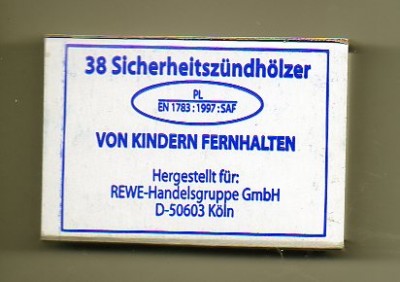 38 Sicherheitszündhölzer
PL
EN 1783 : 1997 : SAF
VON KINDERN FERNHALTEN
Hergestellt für:
REWE-Handelsgruppe GmbH
D-50603 Köln